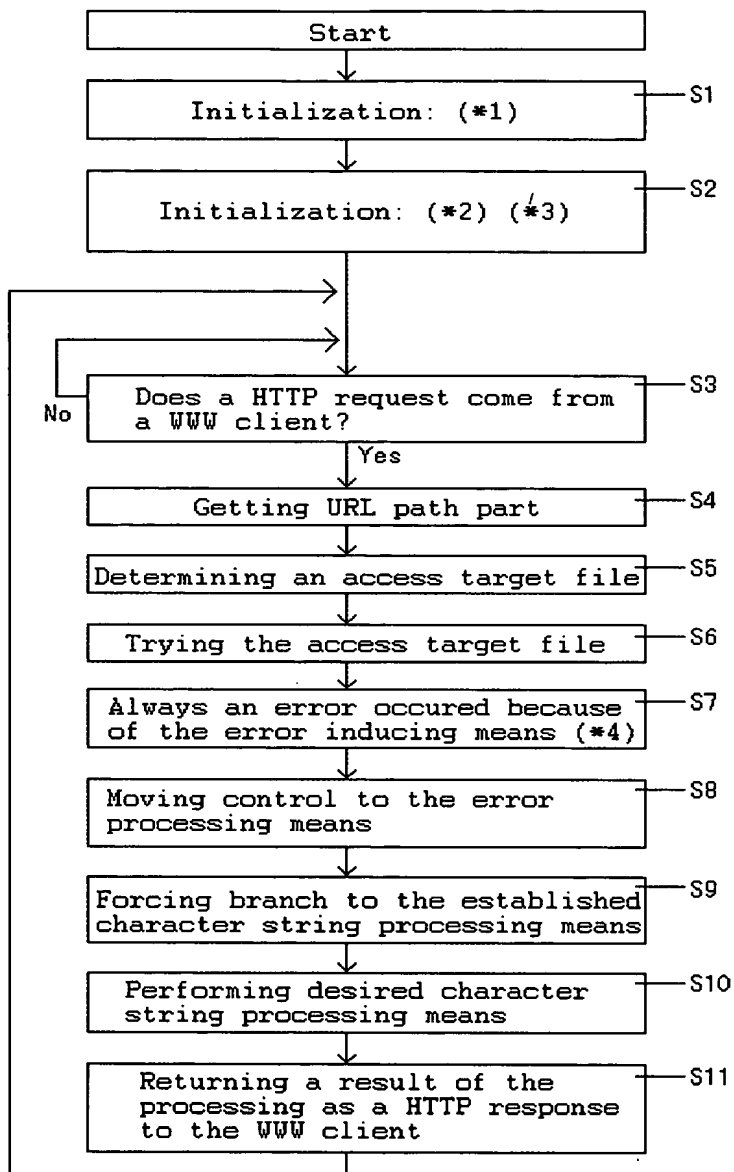 Start
Initialization: (*1)
S1
Initialization: (*2) (*3)
S2
Does a HTTP request come from
a WWW client?
S3
No
Yes
Getting URL path part
S4
Determining an access target file
S5
Trying the access target file
S6
Always an error occured because
of the error inducing means (*4)
S7
Moving control to the error
processing means
S8
Forcing branch to the established
character string processing means
S9
Performing desired character
string processing means
S10
Returning a result of the
processing as a HTTP response
to the WWW client
S11